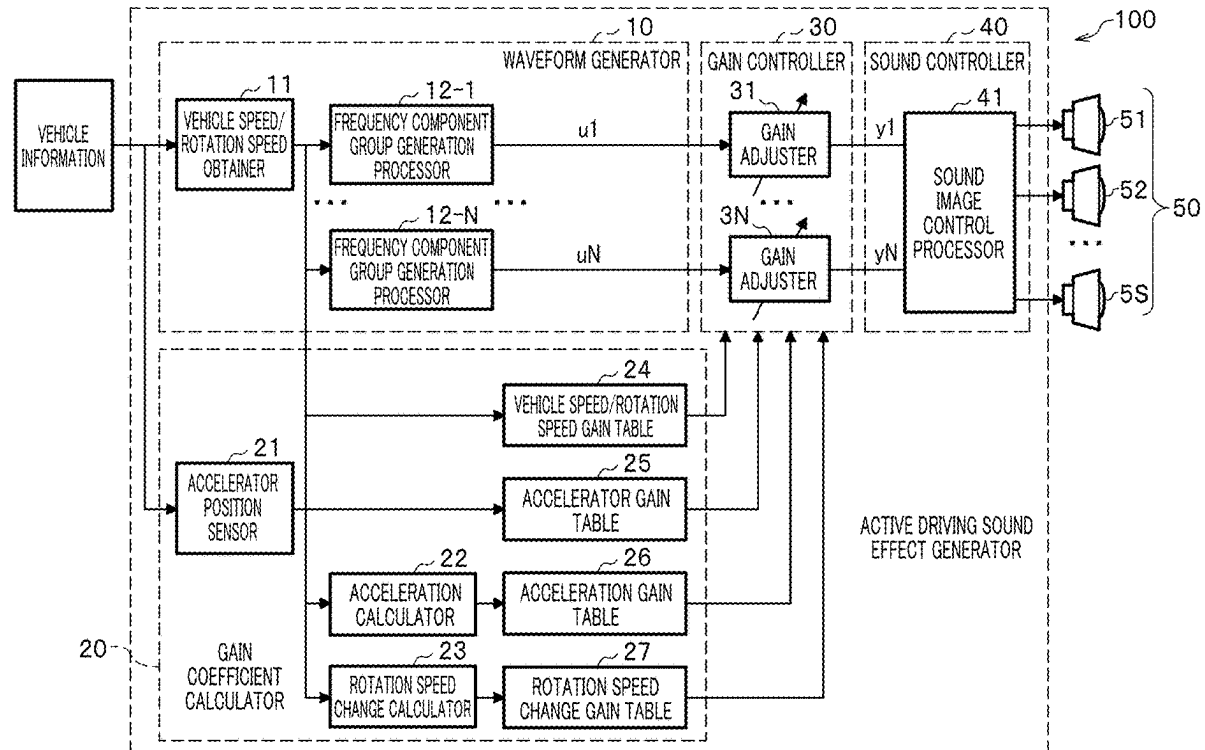 10
30
40
100
WAVEFORM GENERATOR
GAIN CONTROLLER
SOUND CONTROLLER
VEHICLE
INFORMATION
11
VEHICLE SPEED/
ROTATION SPEED
OBTAINER
12-1
FREQUENCY COMPONENT
GROUP GENERATION
PROCESSOR
u1
31
GAIN
ADJUSTER
y1
41
SOUND
IMAGE
CONTROL
PROCESSOR
51
52
50
5S
...
...
...
...
12-N
FREQUENCY COMPONENT
GROUP GENERATION
PROCESSOR
uN
3N
GAIN
ADJUSTER
yN
24
VEHICLE SPEED/ROTATION
SPEED GAIN TABLE
21
ACCELERATOR
POSITION
SENSOR
25
ACCELERATOR GAIN
TABLE
ACTIVE DRIVING SOUND
EFFECT GENERATOR
22
ACCELERATION
CALCULATOR
26
ACCELERATION GAIN
TABLE
20
GAIN
COEFFICIENT
CALCULATOR
23
ROTATION SPEED
CHANGE CALCULATOR
27
ROTATION SPEED
CHANGE GAIN TABLE